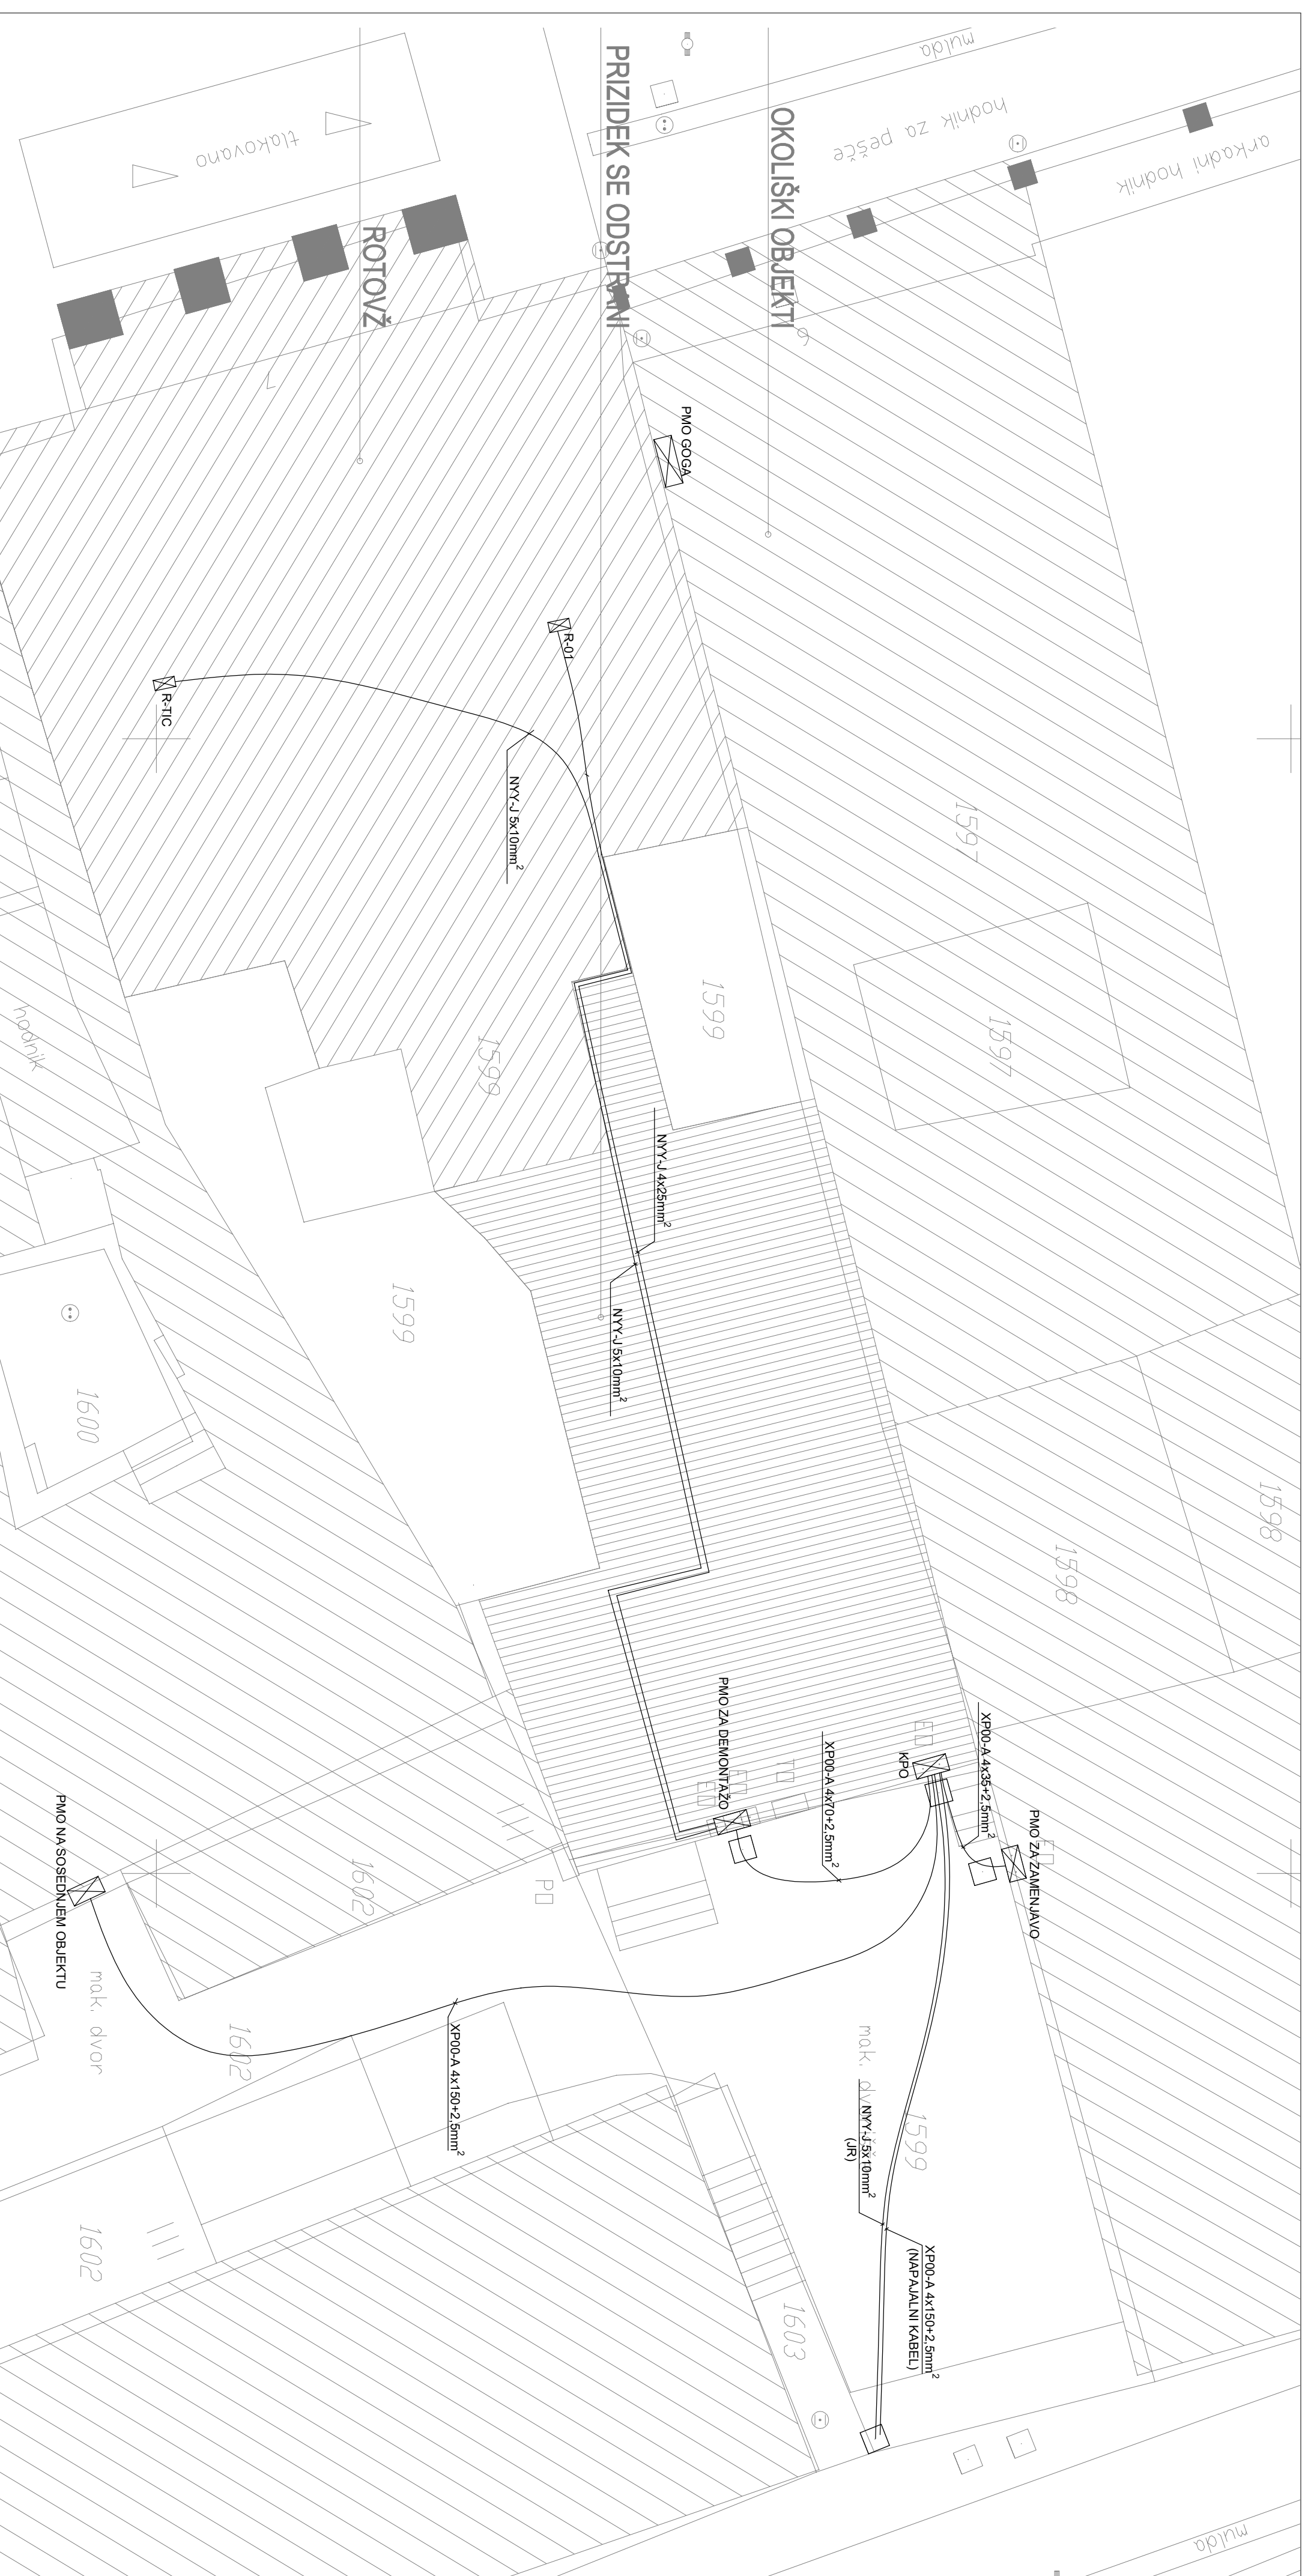 mulda
hodnik za pešče
arkadni hodnik
tlakovano
OKOLIŠKI OBJEKTI
PRIZIDEK SE ODSTRANI
ROTOVŽ
PMO GOGA
R-01
R-TIC
NYY-J 5x10mm²
1597
1597
1599
1599
hodnik
NYY-J 4x25mm²
NYY-J 5x10mm²
1599
1600
1598
1598
PMO ZA DEMONTAŽO
XP00-A 4x70+2,5mm²
KPO
XP00-A 4x35+2,5mm²
PMO ZA ZAMENJAVO
PMO NA SOSEDNJEM OBJEKTU
1602
mak. dvor
1602
XP00-A 4x150+2,5mm²
mak.
NYY-J 5x10mm²
(JR)
1599
XP00-A 4x150+2,5mm²
(NAPAJALNI KABEL)
1602
1603
mulda